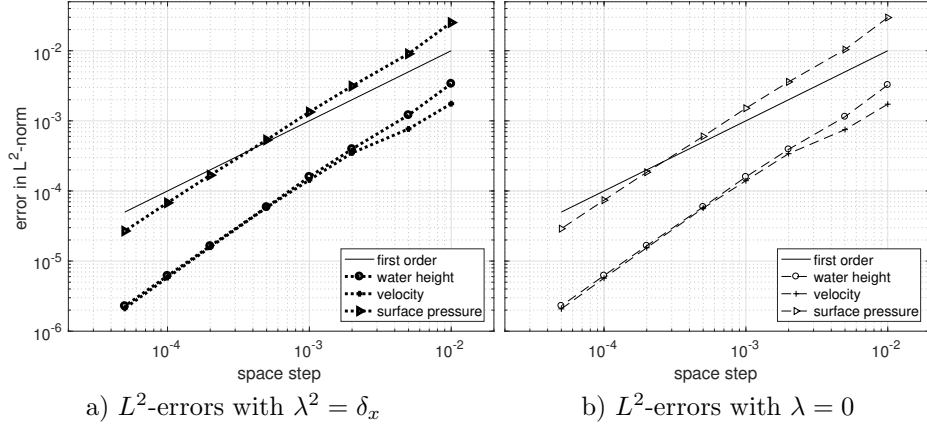 error in L²-norm
10⁻²
10⁻³
10⁻⁴
10⁻⁵
10⁻⁶
10⁻⁴
10⁻³
10⁻²
space step
first order
water height
velocity
surface pressure
a) L²-errors with λ² = δₓ
10⁻⁴
10⁻³
10⁻²
space step
first order
water height
velocity
surface pressure
b) L²-errors with λ = 0